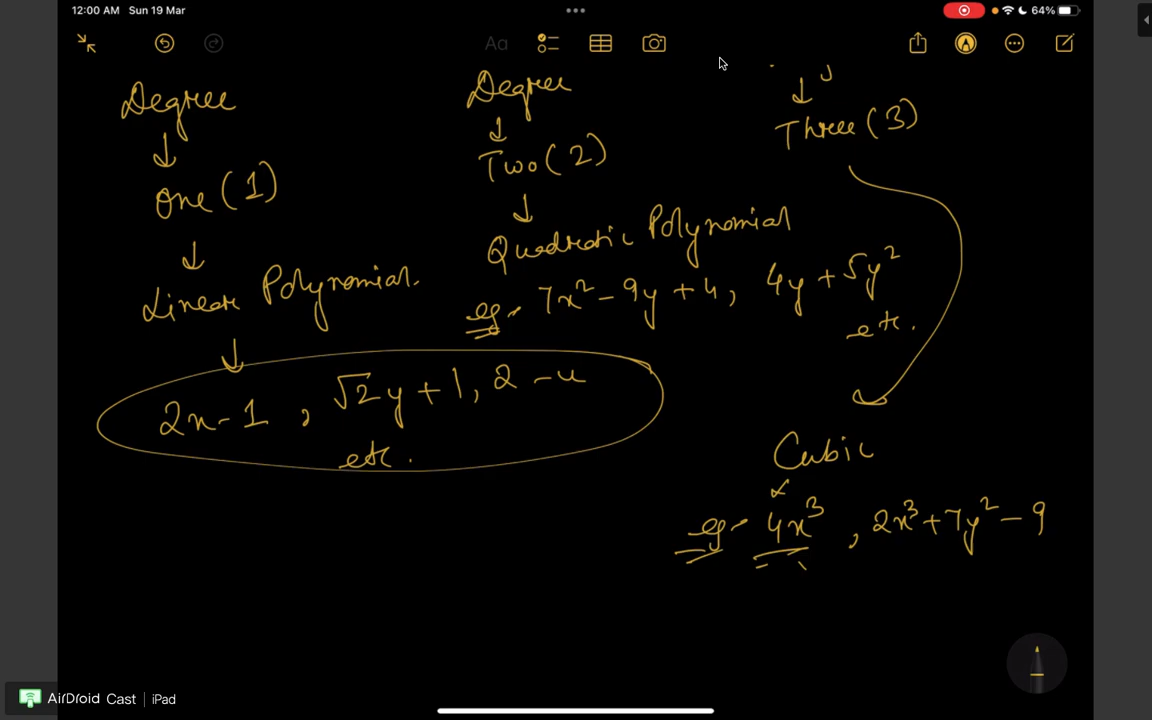 12:00 AM Sun 19 Mar
64%
Aa
Degree
One (1)
Linear Polynomial.
2x-1, √2y+1, 2-u
etc.
Degree
Two (2)
Quadratic Polynomial
eg- 7x²-9y+4, 4y+5y²
etc.
Three (3)
Cubic
eg- 4x³, 2x³+7y²-9
AirDroid Cast | iPad